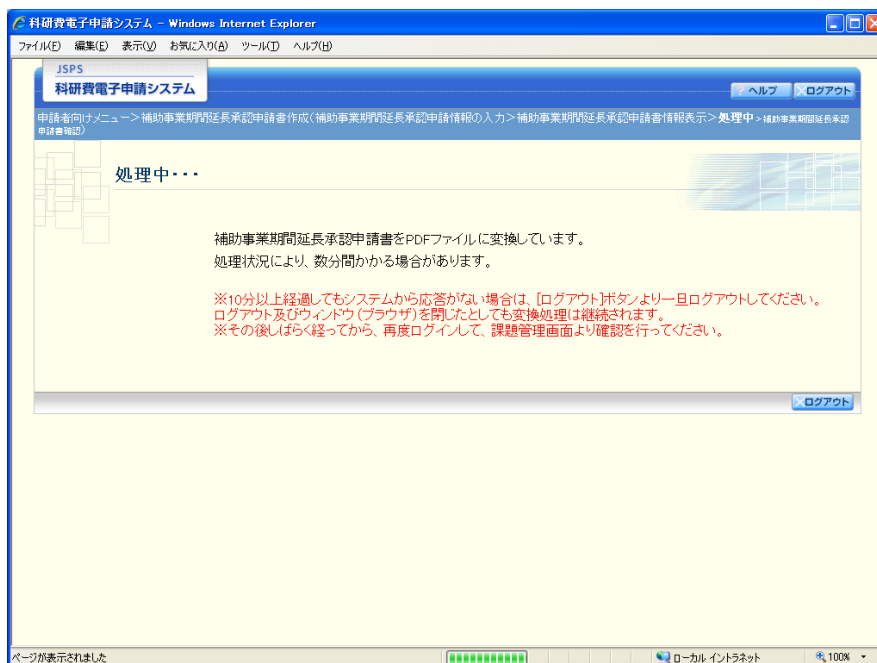 科研費電子申請システム - Windows Internet Explorer
ファイル(F) 編集(E) 表示(V) お気に入り(A) ツール(T) ヘルプ(H)
JSPS
科研費電子申請システム
? ヘルプ ×ログアウト
申請者向けメニュー>補助事業期間延長承認申請書作成(補助事業期間延長承認申請情報の入力>補助事業期間延長承認申請書情報表示>処理中>補助事業期間延長承認
申請書確認)
処理中・・・
補助事業期間延長承認申請書をPDFファイルに変換しています。
処理状況により、数分間かかる場合があります。
※10分以上経過してもシステムから応答がない場合は、[ログアウト]ボタンより一旦ログアウトしてください。
ログアウト及びウィンドウ(ブラウザ)を閉じたとしても変換処理は継続されます。
※その後しばらく経ってから、再度ログインして、課題管理画面より確認を行ってください。
×ログアウト
ページが表示されました ローカル イントラネット 100%